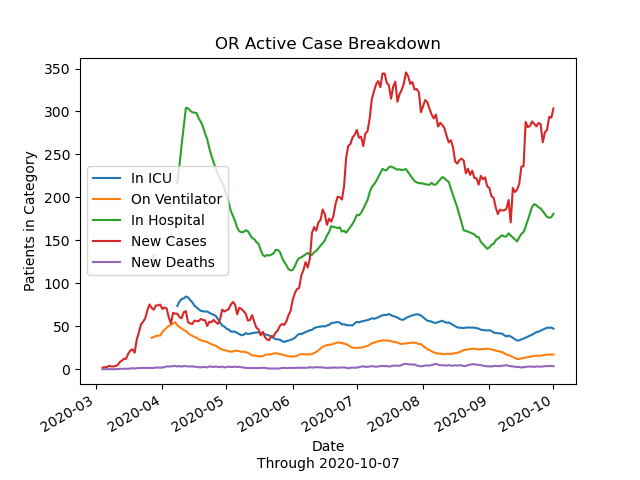 OR Active Case Breakdown
350
300
250
200
150
100
50
0
Patients in Category
In ICU
On Ventilator
In Hospital
New Cases
New Deaths
2020-03
2020-04
2020-05
2020-06
2020-07
2020-08
2020-09
2020-10
Date
Through 2020-10-07